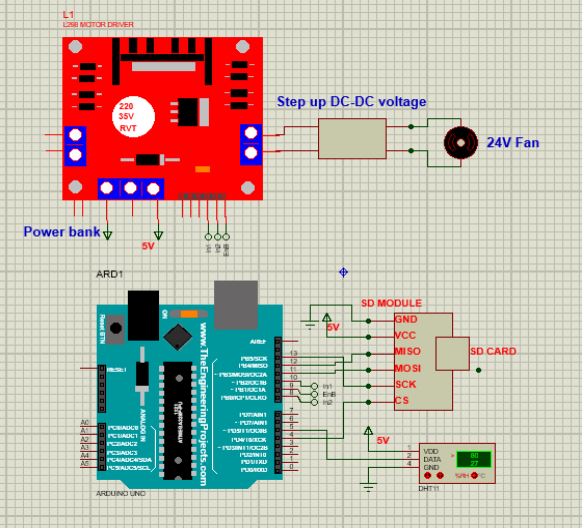 L1
L298 MOTOR DRIVER
220
35V
RVT
Step up DC-DC voltage
24V Fan
Power bank
5V
In1
In2
EnB
ARD1
Reset BTN
ON
www.TheEngineeringProjects.com
AREF
RESET
13
12
11
10
9
8
PB5/SCK
PB4/MISO
~PB3/MOSI/OC2A
~ PB2/OC1B
~ PB1/OC1A
PB0/ICP1/CLKO
In1
EnB
In2
ANALOG IN
A0
A1
A2
A3
A4
A5
PC0/ADC0
PC1/ADC1
PC2/ADC2
PC3/ADC3
PC4/ADC4/SDA
PC5/ADC5/SCL
7
6
5
4
3
2
1
0
PD7/AIN1
~ PD6/AIN0
~ PD5/T1/OC0B
PD4/T0/XCK
~ PD3/INT1/OC2B
PD2/INT0
PD1/TXD
PD0/RXD
ARDUINO UNO
SD MODULE
5V
GND
VCC
MISO
MOSI
SCK
CS
SD CARD
5V
1
2
4
VDD
DATA
GND
>
80
27
%RH
°C
DHT11